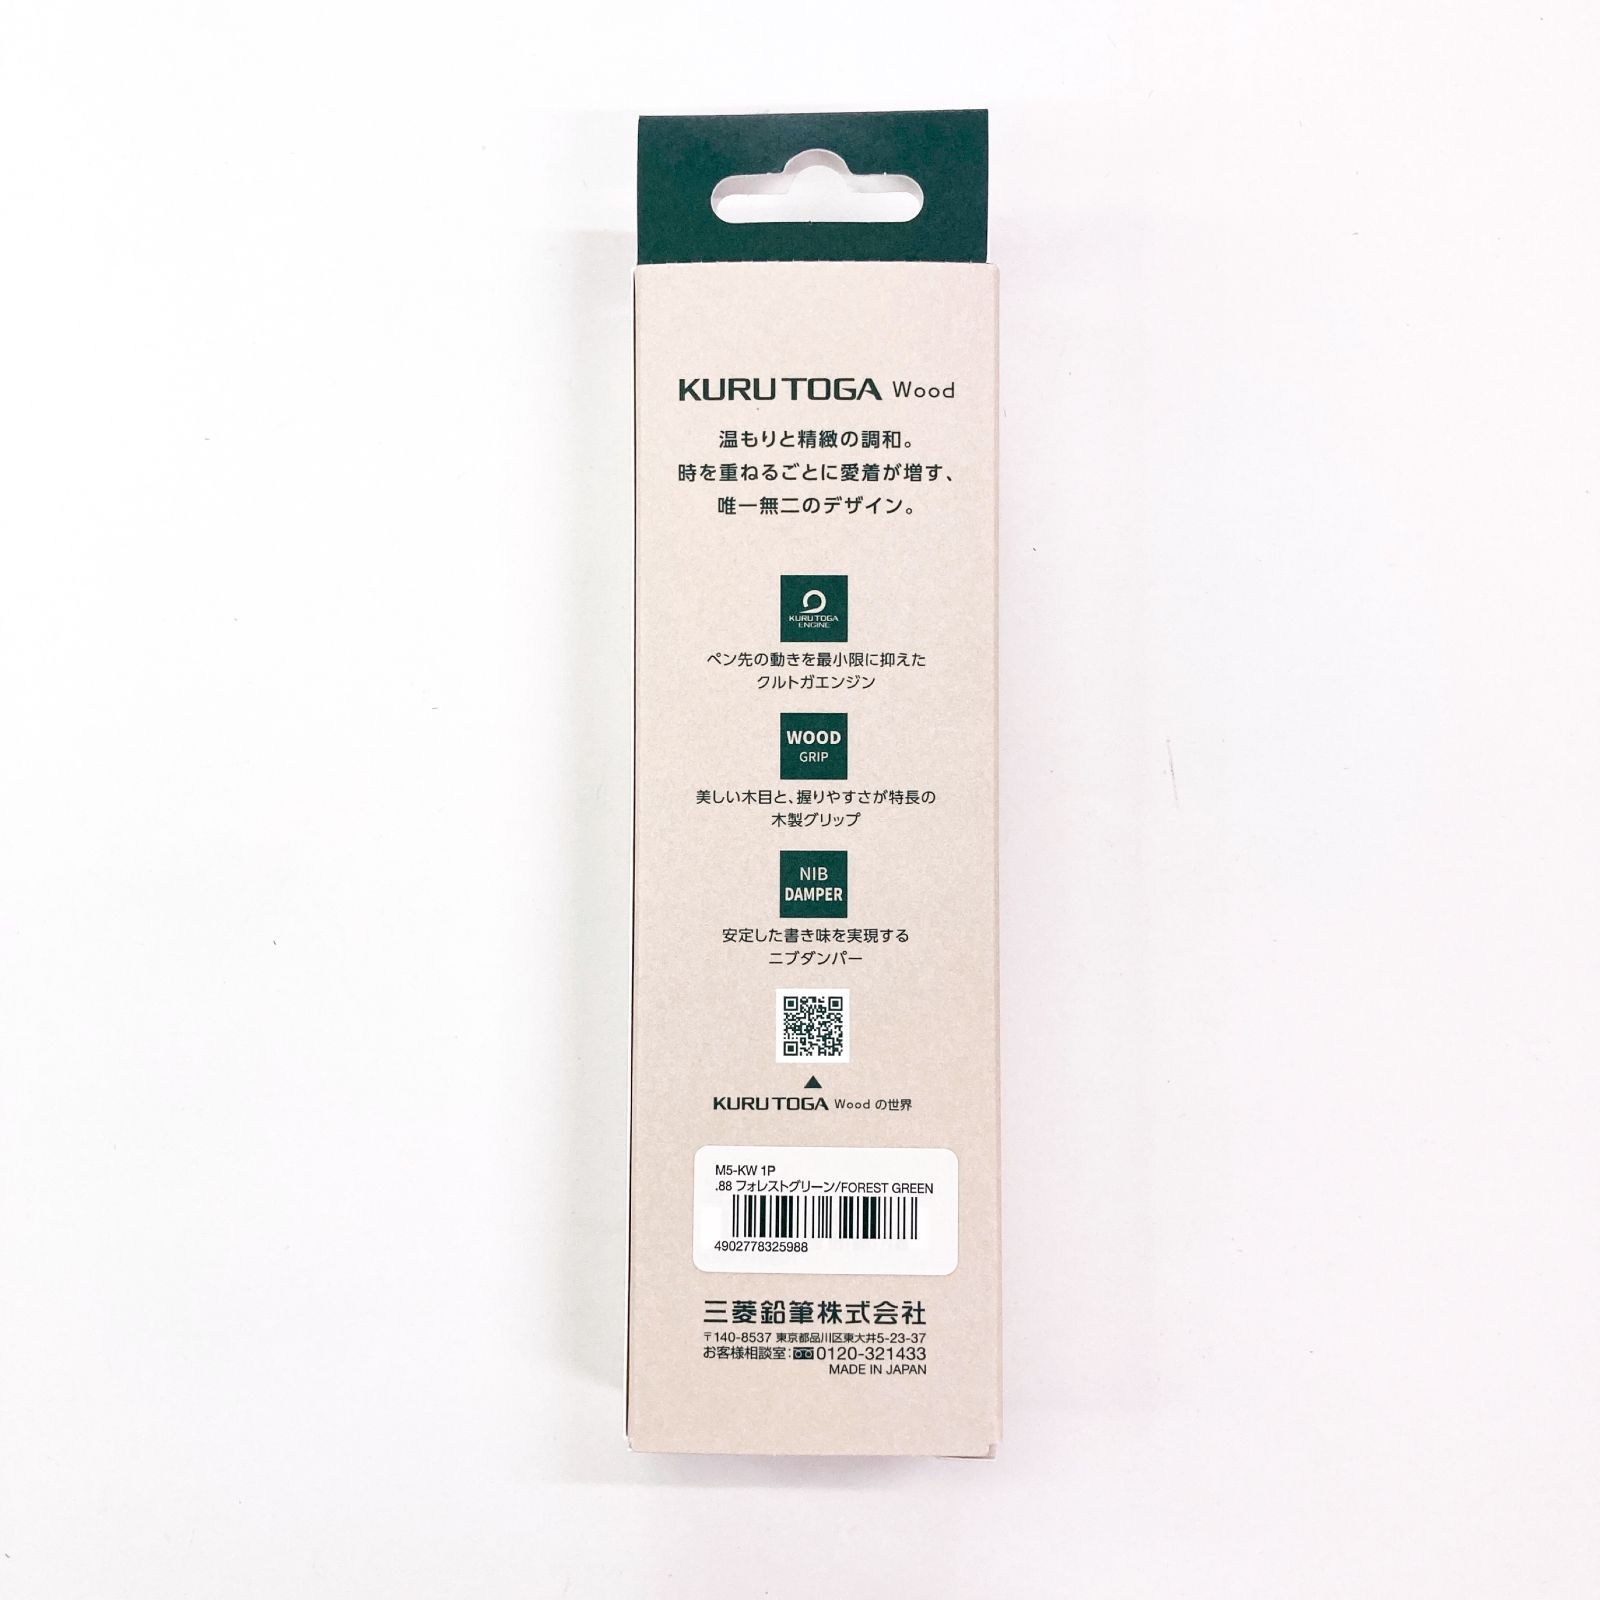 KURUTOGA Wood
温もりと精緻の調和。
時を重ねるごとに愛着が増す、
唯一無二のデザイン。
KURUTOGA
ENGINE
ペン先の動きを最小限に抑えた
クルトガエンジン
WOOD
GRIP
美しい木目と、握りやすさが特長の
木製グリップ
NIB
DAMPER
安定した書き味を実現する
ニブダンパー
KURUTOGA Wood の世界
M5-KW 1P
.88 フォレストグリーン/FOREST GREEN
4902778325988
三菱鉛筆株式会社
〒140-8537 東京都品川区東大井5-23-37
お客様相談室:0120-321433
MADE IN JAPAN